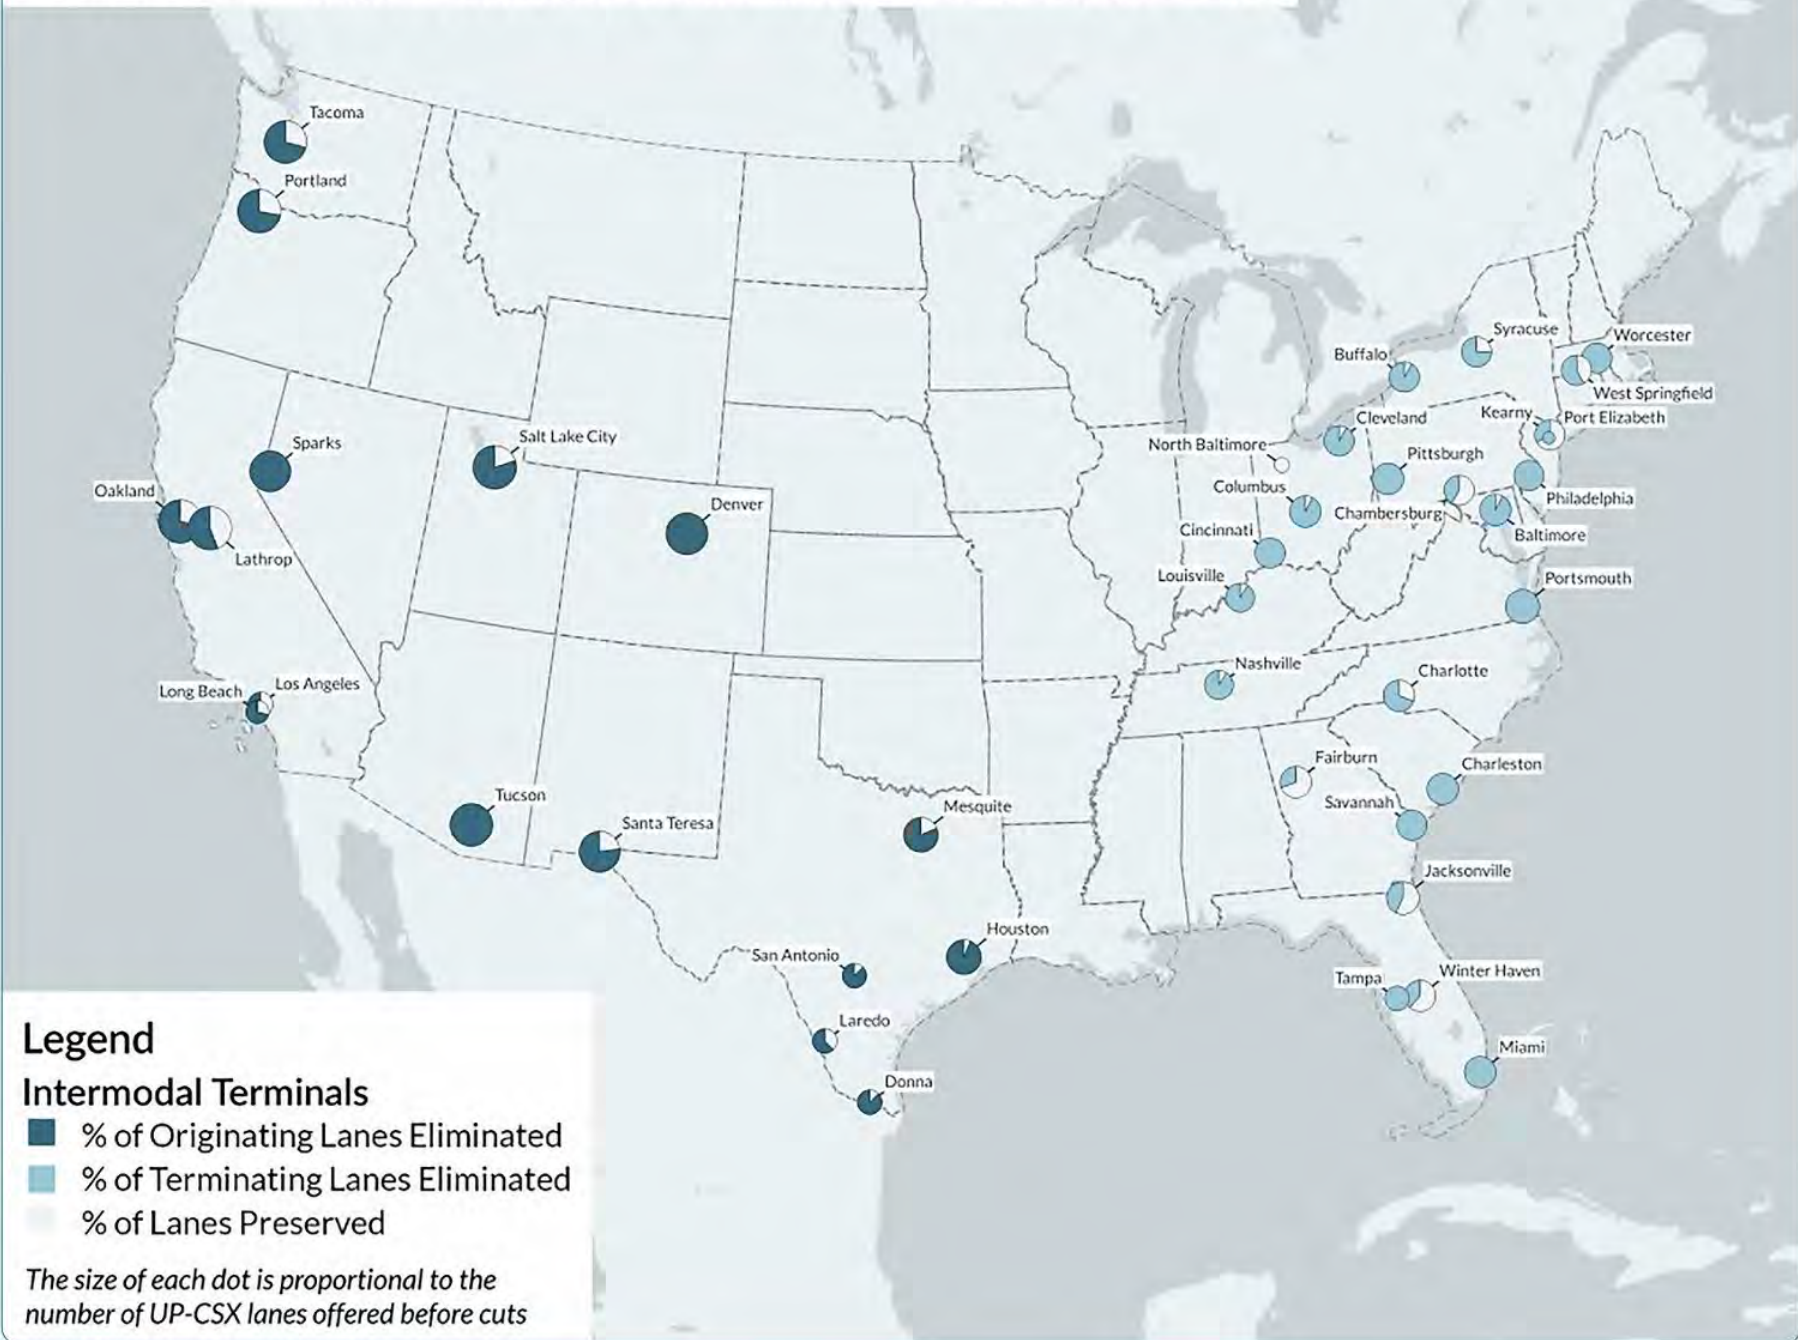 Tacoma
Portland
Sparks
Salt Lake City
Oakland
Lathrop
Denver
Long Beach
Los Angeles
Tucson
Santa Teresa
Mesquite
Houston
San Antonio
Laredo
Donna
Syracuse
Worcester
Buffalo
West Springfield
Kearny
Port Elizabeth
Cleveland
North Baltimore
Pittsburgh
Columbus
Philadelphia
Chambersburg
Cincinnati
Baltimore
Louisville
Portsmouth
Nashville
Charlotte
Fairburn
Charleston
Savannah
Jacksonville
Tampa
Winter Haven
Miami
Legend
Intermodal Terminals
% of Originating Lanes Eliminated
% of Terminating Lanes Eliminated
% of Lanes Preserved
The size of each dot is proportional to the
number of UP-CSX lanes offered before cuts